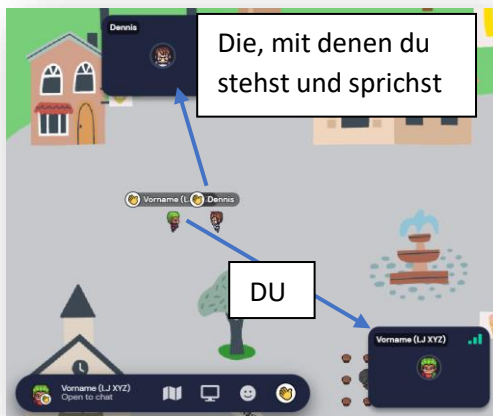 Dennis
Die, mit denen du
stehst und sprichst
Vorname (L
Dennis
DU
Vorname (LJ XYZ)
Vorname (LJ XYZ)
Open to chat